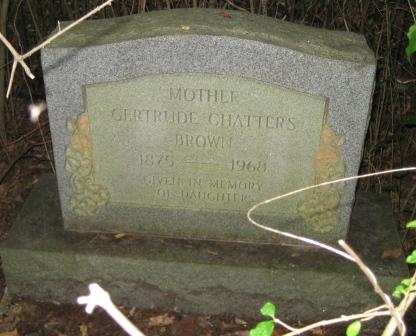 MOTHER
GERTRUDE CHATTERS
BROWN
1875 — 1968
GIVEN IN MEMORY
OF DAUGHTERS